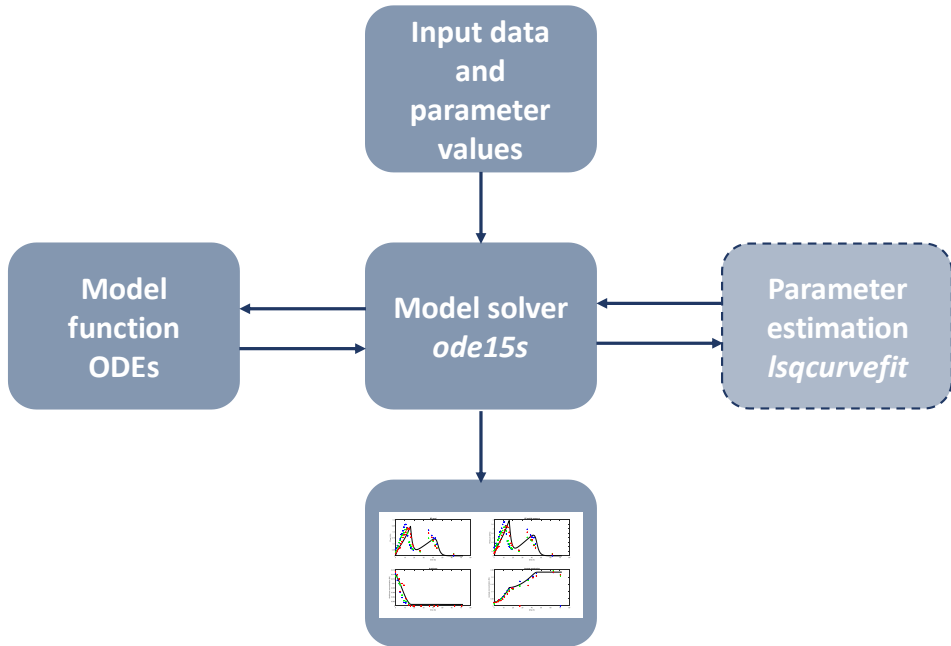 Input data
and
parameter
values
Model
function
ODEs
Model solver
ode15s
Parameter
estimation
lsqcurvefit